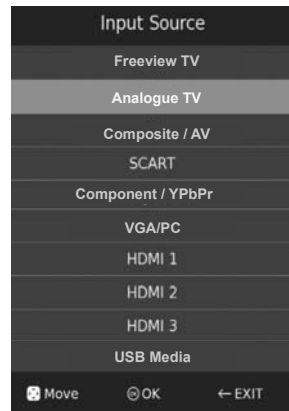 Input Source
Freeview TV
Analogue TV
Composite / AV
SCART
Component / YPbPr
VGA/PC
HDMI 1
HDMI 2
HDMI 3
USB Media
Move OK ← EXIT